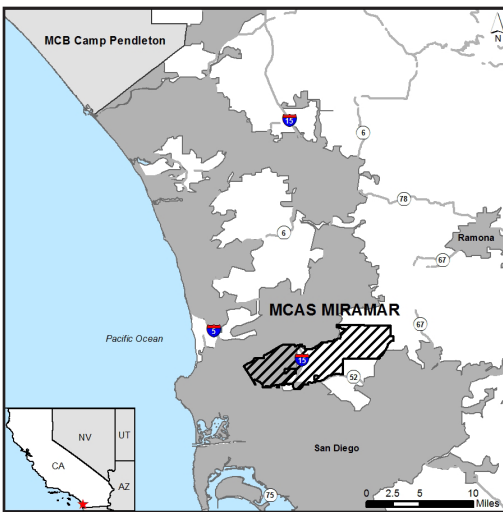 MCB Camp Pendleton
N
15
6
78
Ramona
6
67
MCAS MIRAMAR
5
67
Pacific Ocean
15
52
NV
UT
CA
AZ
San Diego
75
0 2.5 5 10
Miles